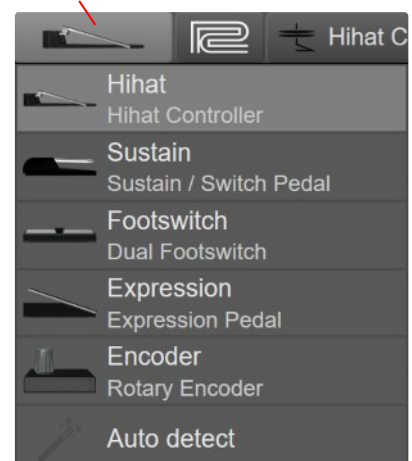 Hihat C
Hihat
Hihat Controller
Sustain
Sustain / Switch Pedal
Footswitch
Dual Footswitch
Expression
Expression Pedal
Encoder
Rotary Encoder
Auto detect